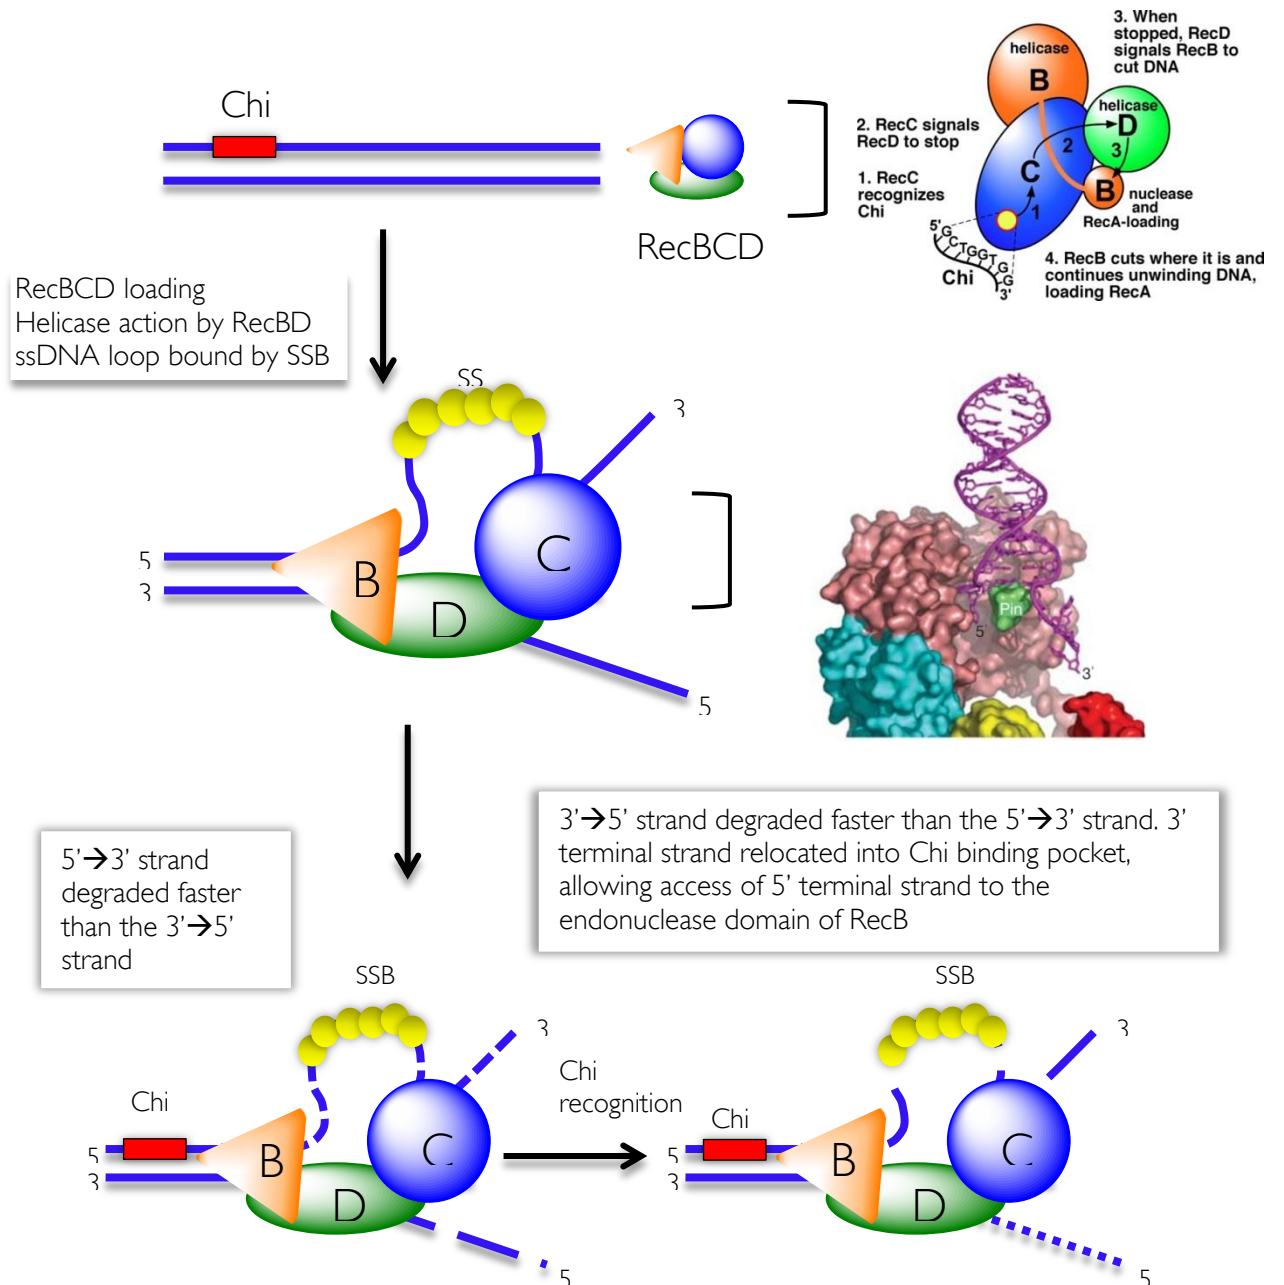 Chi
RecBCD
helicase
B
3. When
stopped, RecD
signals RecB to
cut DNA
helicase
D
2. RecC signals
RecD to stop
2
3
C
1. RecC
recognizes
Chi
B
nuclease
and
RecA-loading
1
5'GCTGGTGG3'
Chi
4. RecB cuts where it is and
continues unwinding DNA,
loading RecA
RecBCD loading
Helicase action by RecBD
ssDNA loop bound by SSB
SS
3
C
5
B
3
D
5
Pin
5'
3'
5'→3' strand
degraded faster
than the 3'→5'
strand
3'→5' strand degraded faster than the 5'→3' strand. 3'
terminal strand relocated into Chi binding pocket,
allowing access of 5' terminal strand to the
endonuclease domain of RecB
SSB
3
Chi
5
B
C
3
D
5
Chi
recognition
SSB
3
Chi
5
B
C
3
D
5